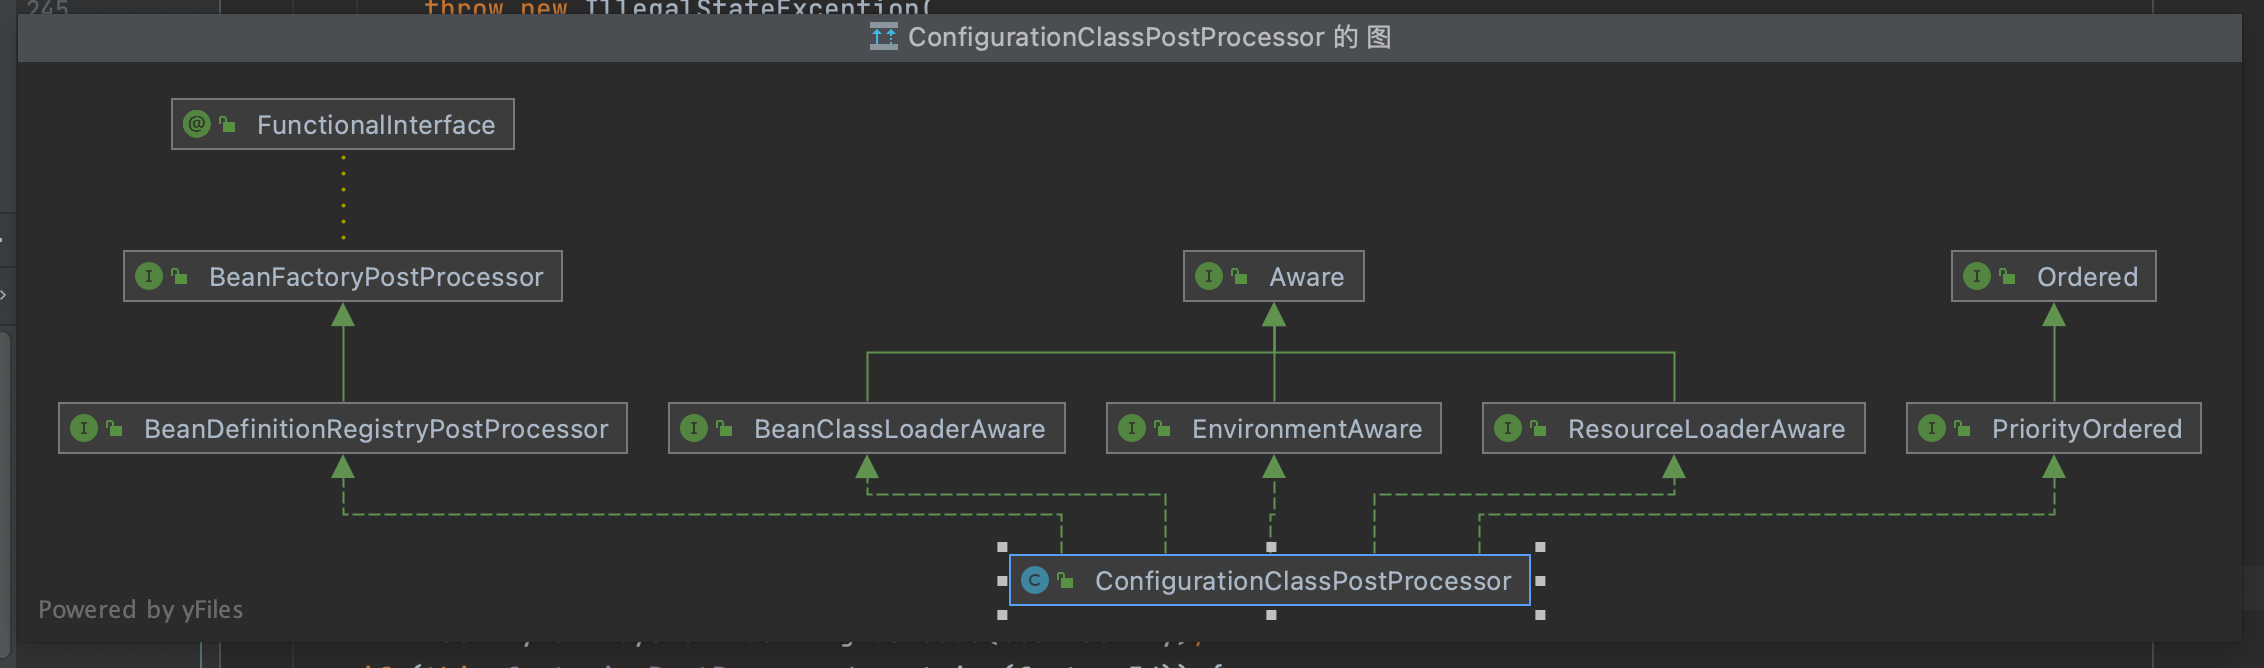 245
throw new IllegalStateException(
ConfigurationClassPostProcessor 的 图
@ FunctionalInterface
I BeanFactoryPostProcessor
I Aware
I Ordered
I BeanDefinitionRegistryPostProcessor
I BeanClassLoaderAware
I EnvironmentAware
I ResourceLoaderAware
I PriorityOrdered
C ConfigurationClassPostProcessor
Powered by yFiles